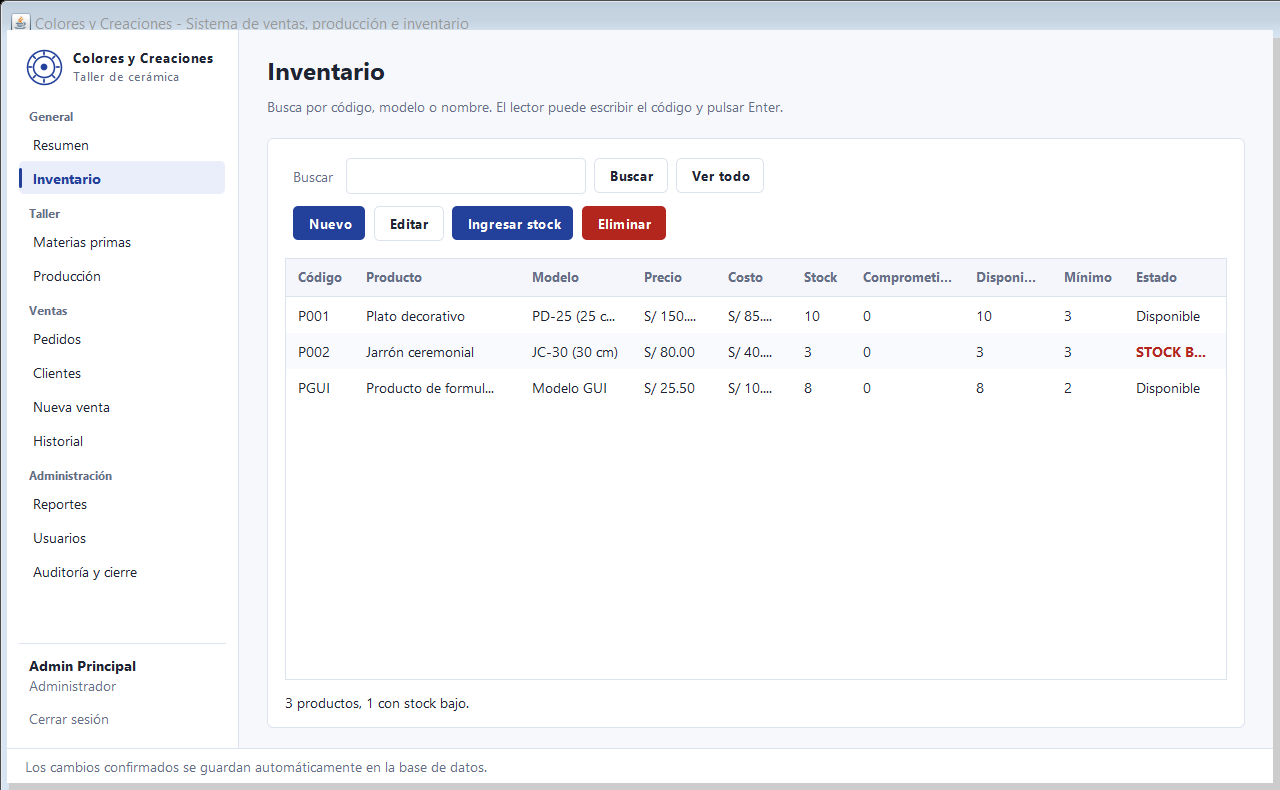 Colores y Creaciones - Sistema de ventas, producción e inventario
Colores y Creaciones
Taller de cerámica
General
Resumen
Inventario
Taller
Materias primas
Producción
Ventas
Pedidos
Clientes
Nueva venta
Historial
Administración
Reportes
Usuarios
Auditoría y cierre
Admin Principal
Administrador
Cerrar sesión
Inventario
Busca por código, modelo o nombre. El lector puede escribir el código y pulsar Enter.
Buscar Buscar Ver todo
Nuevo Editar Ingresar stock Eliminar
Código Producto Modelo Precio Costo Stock Comprometi... Disponi... Mínimo Estado
P001 Plato decorativo PD-25 (25 c... S/ 150.... S/ 85.... 10 0 10 3 Disponible
P002 Jarrón ceremonial JC-30 (30 cm) S/ 80.00 S/ 40.... 3 0 3 3 STOCK B...
PGUI Producto de formul... Modelo GUI S/ 25.50 S/ 10.... 8 0 8 2 Disponible
3 productos, 1 con stock bajo.
Los cambios confirmados se guardan automáticamente en la base de datos.